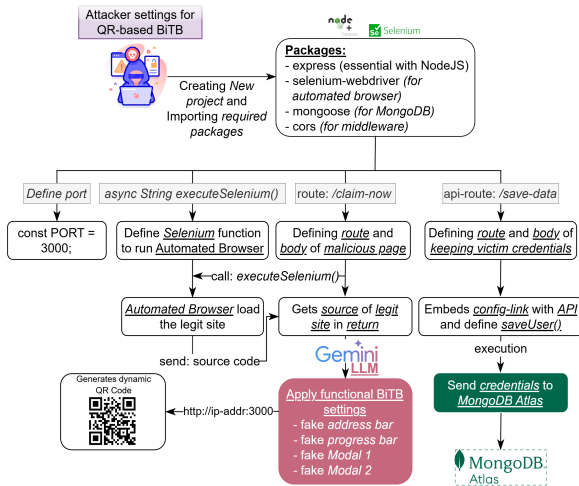 Attacker settings for
QR-based BiTB
node
Express
Se Selenium
Packages:
- express (essential with NodeJS)
- selenium-webdriver (for
automated browser)
- mongoose (for MongoDB)
- cors (for middleware)
Creating New
project and
Importing required
packages
Define port
async String executeSelenium()
route: /claim-now
api-route: /save-data
const PORT =
3000;
Define Selenium function
to run Automated Browser
Defining route and
body of malicious page
Defining route and body of
keeping victim credentials
call: executeSelenium()
Automated Browser load
the legit site
Gets source of legit
site in return
Embeds config-link with API
and define saveUser()
send: source code
execution
Gemini
LLM
Generates dynamic
QR Code
http://ip-addr:3000
Apply functional BiTB
settings
- fake address bar
- fake progress bar
- fake Modal 1
- fake Modal 2
Send credentials to
MongoDB Atlas
MongoDB.
Atlas